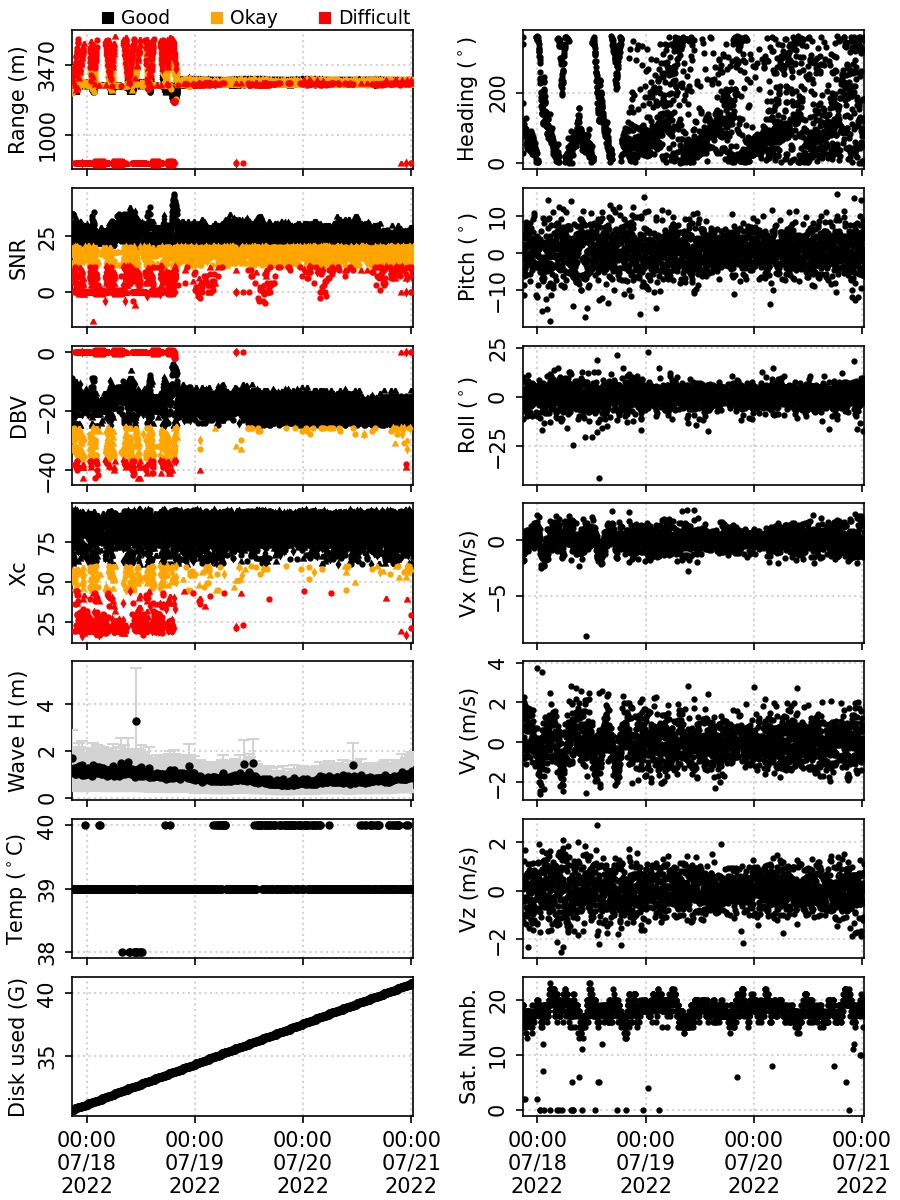 Good Okay Difficult
Range (m)
3470
1000
Heading (°)
200
0
SNR
25
0
Pitch (°)
10
0
−10
DBV
0
−20
−40
Roll (°)
25
0
−25
Xc
75
50
25
Vx (m/s)
0
−5
Wave H (m)
4
2
0
Vy (m/s)
4
2
0
−2
Temp (°C)
40
39
38
Vz (m/s)
2
0
−2
Disk used (G)
40
35
Sat. Numb.
20
10
0
00:00 00:00 00:00 00:00 00:00 00:00 00:00 00:00
07/18 07/19 07/20 07/21 07/18 07/19 07/20 07/21
2022 2022 2022 2022 2022 2022 2022 2022